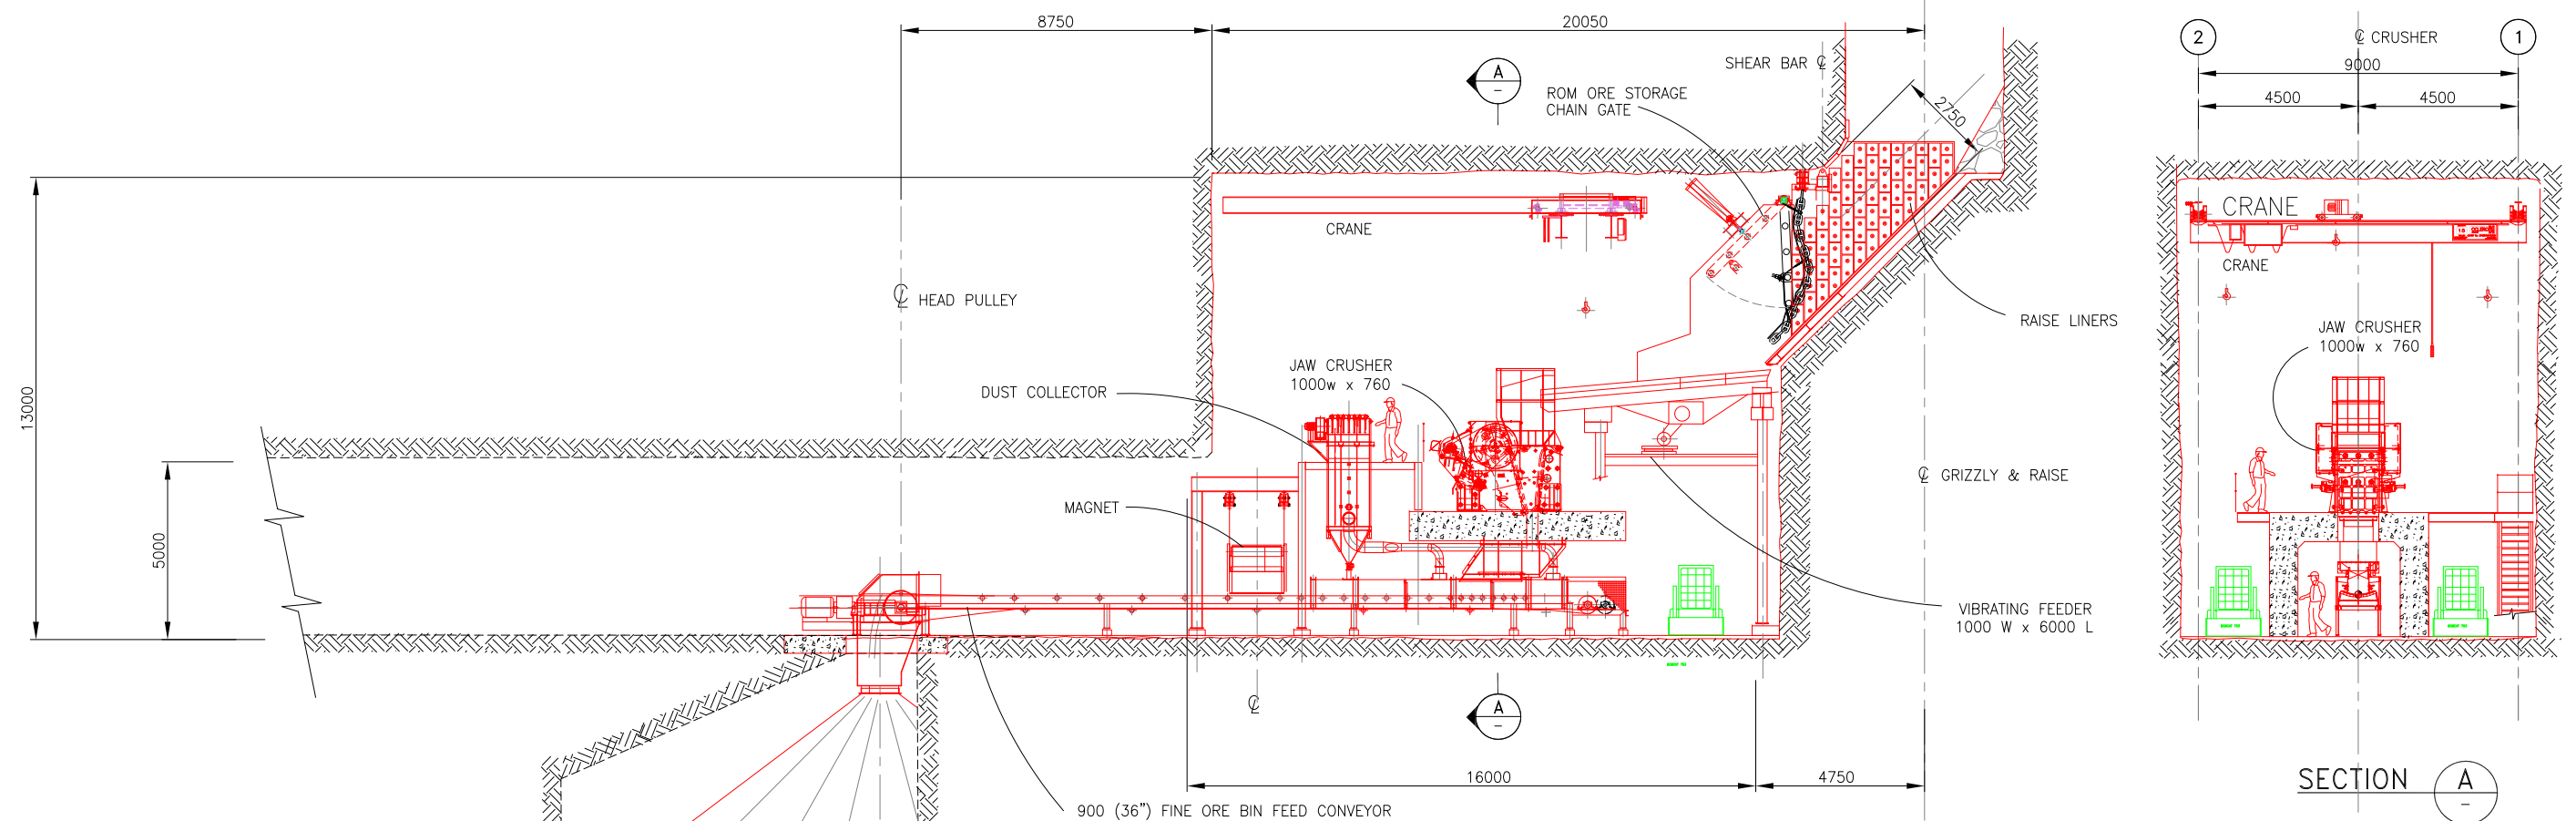 8750
20050
SHEAR BAR ℄
A
-
ROM ORE STORAGE
CHAIN GATE
2750
2
℄ CRUSHER
1
9000
4500
4500
CRANE
CRANE
CRANE
℄ HEAD PULLEY
RAISE LINERS
JAW CRUSHER
1000w x 760
JAW CRUSHER
1000w x 760
DUST COLLECTOR
13000
5000
MAGNET
℄ GRIZZLY & RAISE
VIBRATING FEEDER
1000 W x 6000 L
℄
A
-
16000
4750
900 (36") FINE ORE BIN FEED CONVEYOR
SECTION A
-